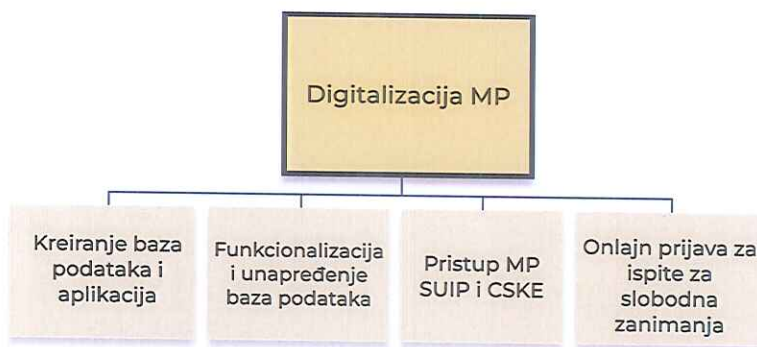 Digitalizacija MP
Kreiranje baza
podataka i
aplikacija
Funkcionalizacija
i unapređenje
baza podataka
Pristup MP
SUIP i CSKE
Onlajn prijava za
ispite za
slobodna
zanimanja